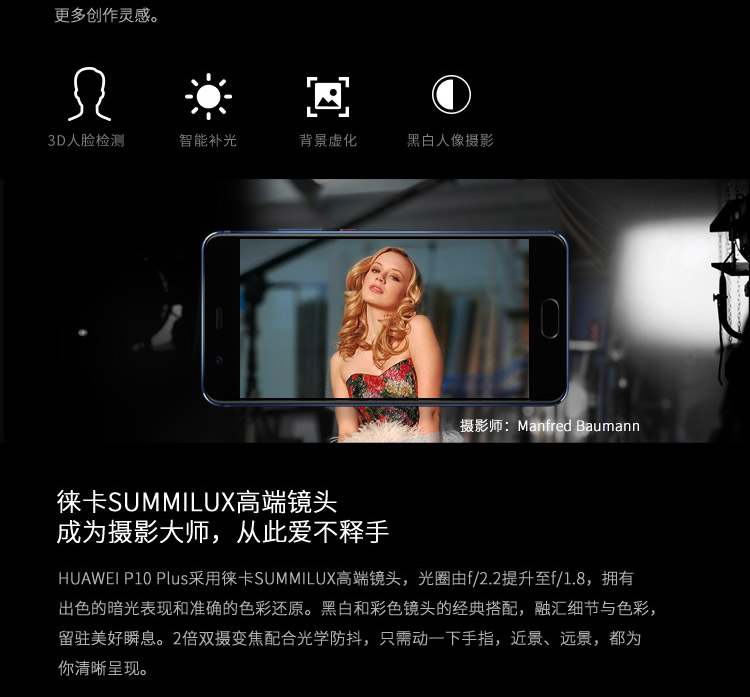 更多创作灵感。
3D人脸检测
智能补光
背景虚化
黑白人像摄影
摄影师：Manfred Baumann
徕卡SUMMILUX高端镜头
成为摄影大师，从此爱不释手
HUAWEI P10 Plus采用徕卡SUMMILUX高端镜头，光圈由f/2.2提升至f/1.8，拥有
出色的暗光表现和准确的色彩还原。黑白和彩色镜头的经典搭配，融汇细节与色彩，
留驻美好瞬息。2倍双摄变焦配合光学防抖，只需动一下手指，近景、远景，都为
你清晰呈现。